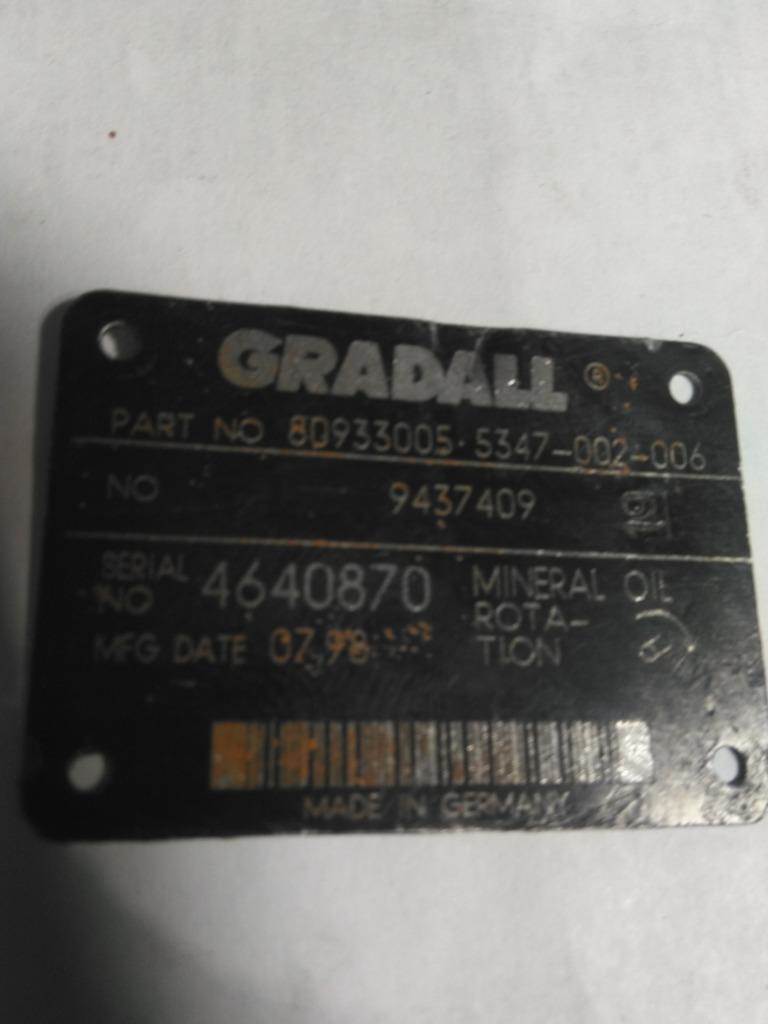 GRADALL ®
PART NO 80933005·5347-002-006
NO 9437409
SERIAL NO 4640870 MINERAL OIL
MFG DATE 07.98 ROTA-
TION
MADE IN GERMANY